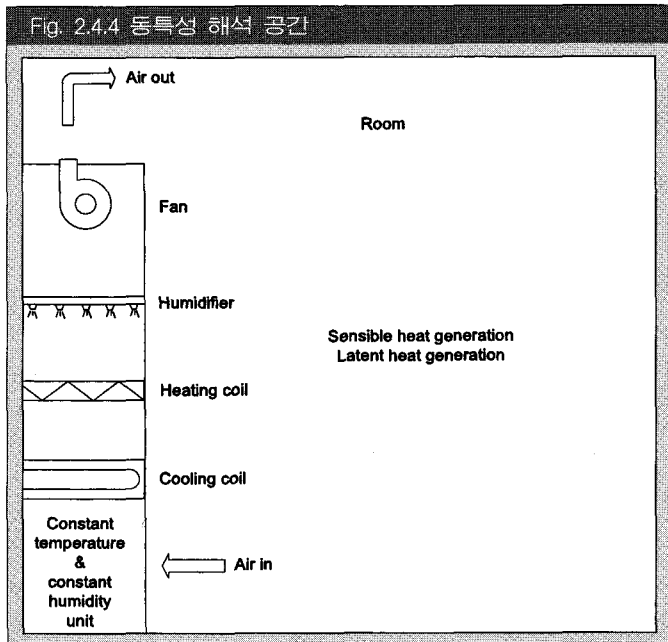 Fig. 2.4.4 동특성 해석 공간
Air out
Room
Fan
Humidifier
Sensible heat generation
Latent heat generation
Heating coil
Cooling coil
Constant
temperature
&
constant
humidity
unit
Air in